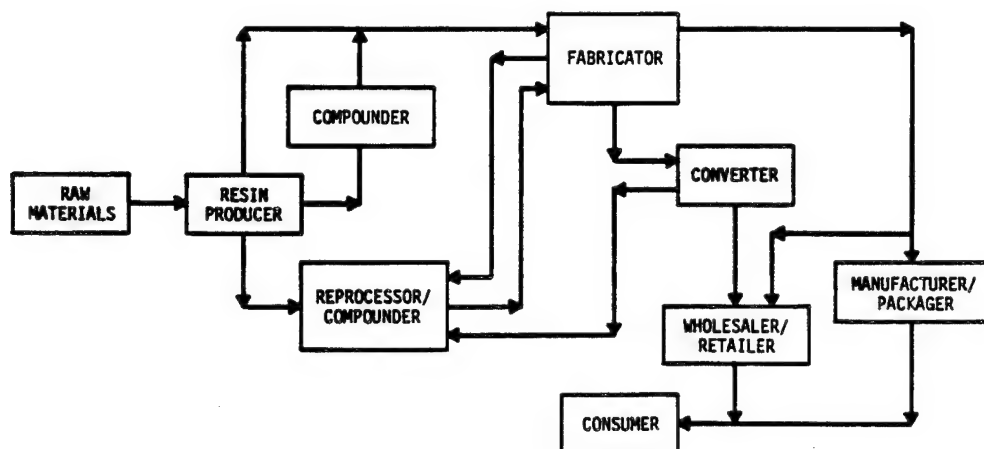 FABRICATOR
COMPOUNDER
CONVERTER
RAW
MATERIALS
RESIN
PRODUCER
REPROCESSOR/
COMPOUNDER
MANUFACTURER/
PACKAGER
WHOLESALER/
RETAILER
CONSUMER